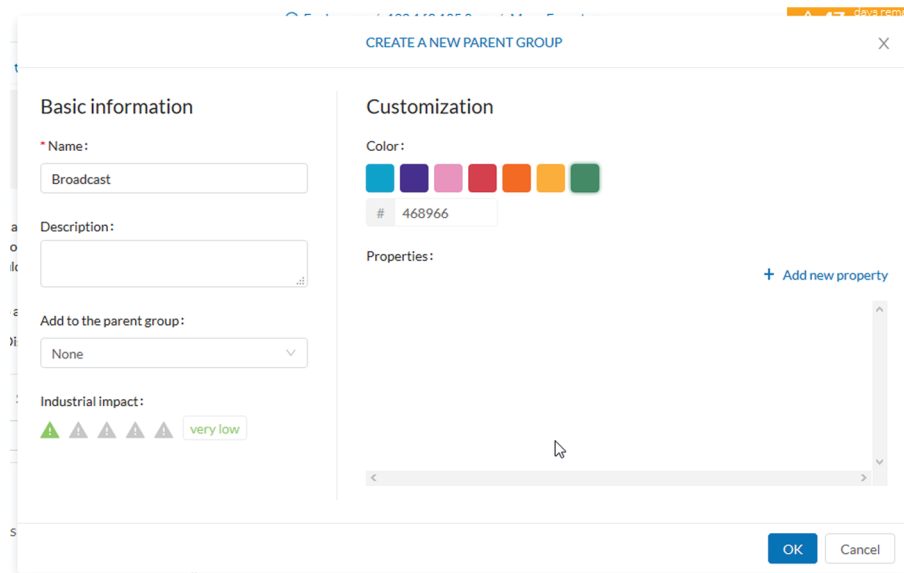 CREATE A NEW PARENT GROUP
Basic information
* Name:
Broadcast
Description:
Add to the parent group:
None
Industrial impact:
very low
Customization
Color:
# 468966
Properties:
+ Add new property
OK
Cancel